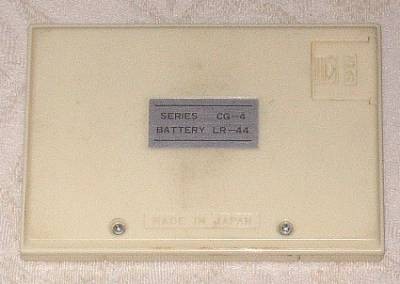 SERIES CG-4
BATTERY LR-44
MADE IN JAPAN